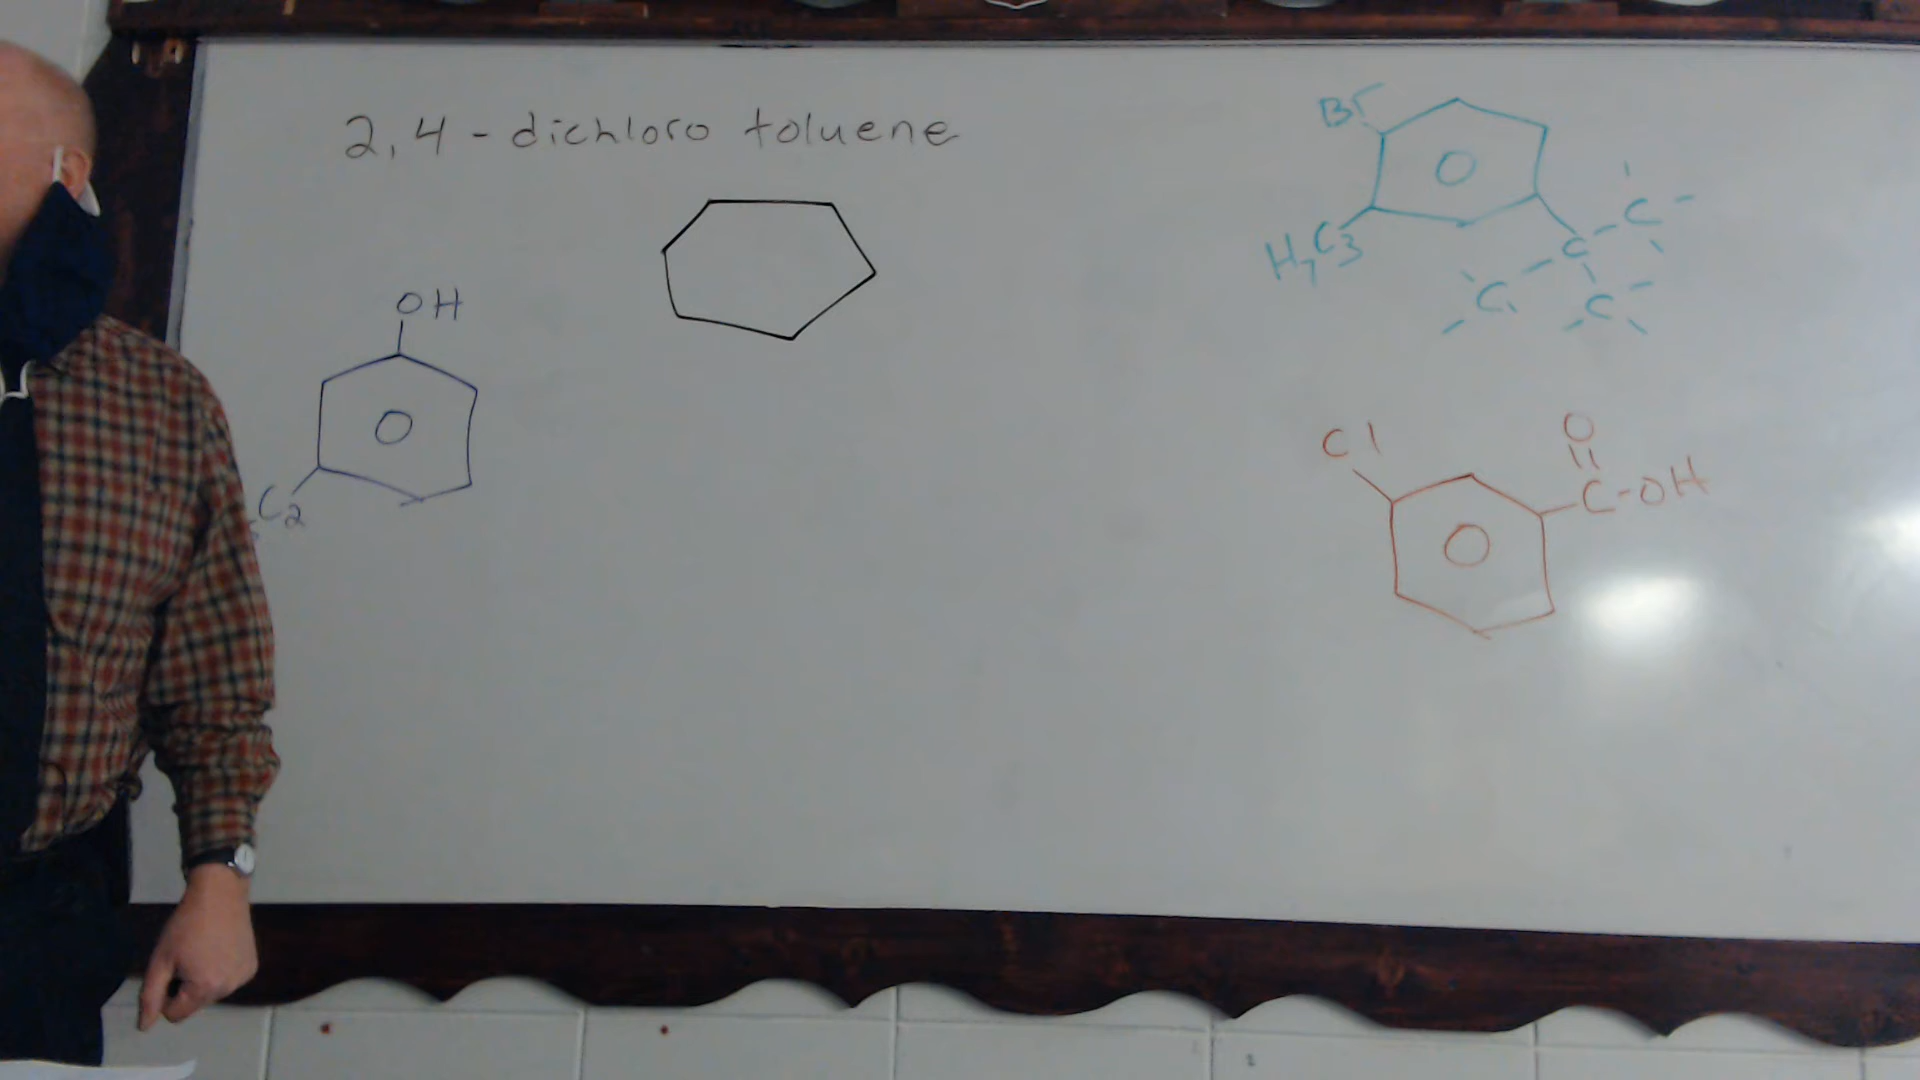 2,4-dichloro toluene
Br
H7C3
C
C
C
C
OH
C2
Cl
O
C-OH